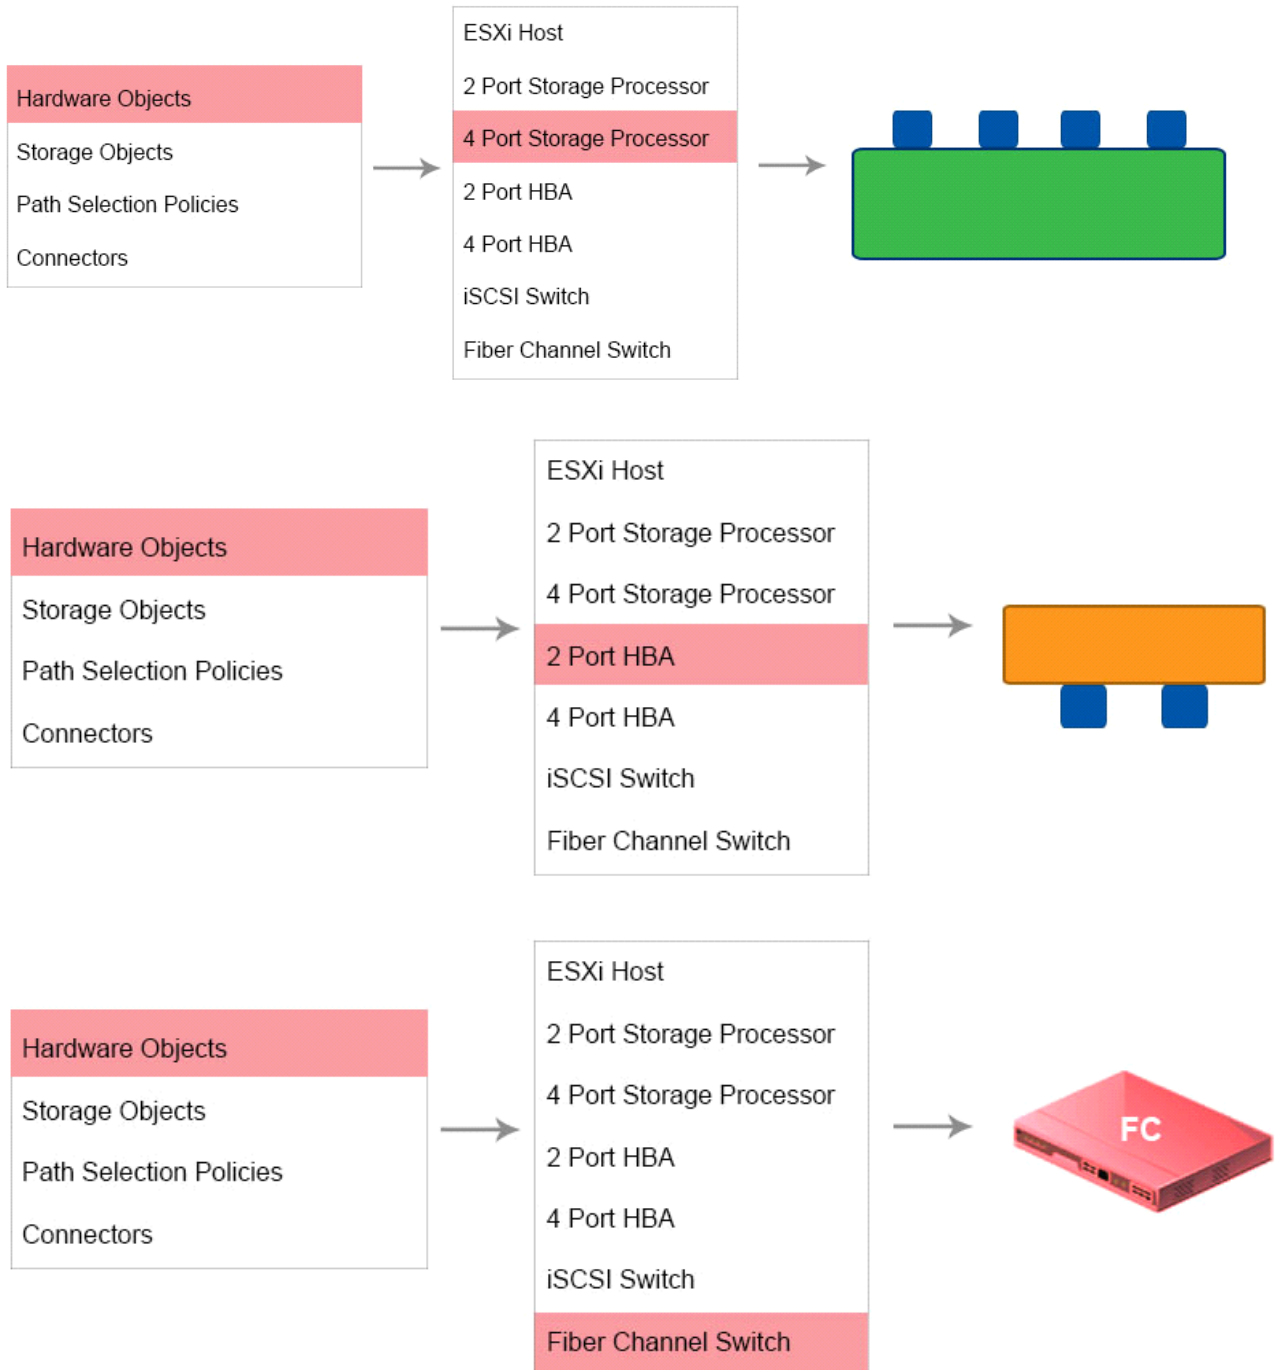 Hardware Objects
Storage Objects
Path Selection Policies
Connectors
ESXi Host
2 Port Storage Processor
4 Port Storage Processor
2 Port HBA
4 Port HBA
iSCSI Switch
Fiber Channel Switch
Hardware Objects
Storage Objects
Path Selection Policies
Connectors
ESXi Host
2 Port Storage Processor
4 Port Storage Processor
2 Port HBA
4 Port HBA
iSCSI Switch
Fiber Channel Switch
Hardware Objects
Storage Objects
Path Selection Policies
Connectors
ESXi Host
2 Port Storage Processor
4 Port Storage Processor
2 Port HBA
4 Port HBA
iSCSI Switch
Fiber Channel Switch
FC